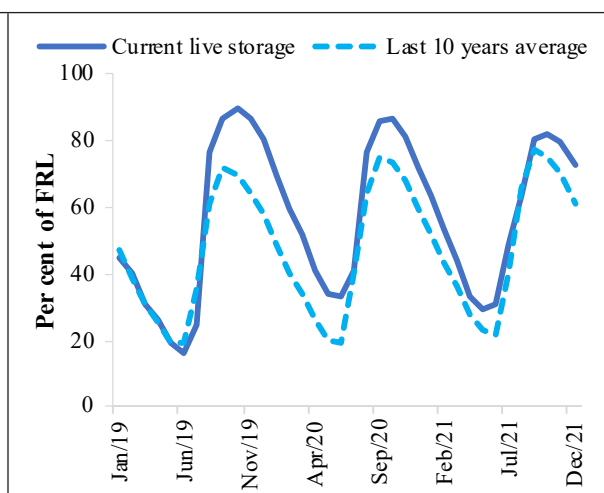 Current live storage Last 10 years average
Per cent of FRL
100
80
60
40
20
0
Jan/19 Jun/19 Nov/19 Apr/20 Sep/20 Feb/21 Jul/21 Dec/21